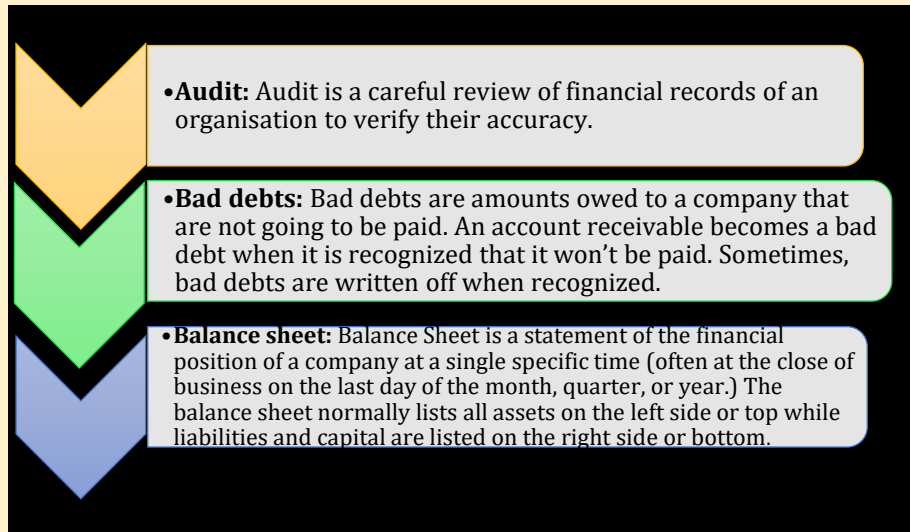 •Audit: Audit is a careful review of financial records of an
organisation to verify their accuracy.
•Bad debts: Bad debts are amounts owed to a company that
are not going to be paid. An account receivable becomes a bad
debt when it is recognized that it won’t be paid. Sometimes,
bad debts are written off when recognized.
•Balance sheet: Balance Sheet is a statement of the financial
position of a company at a single specific time (often at the close of
business on the last day of the month, quarter, or year.) The
balance sheet normally lists all assets on the left side or top while
liabilities and capital are listed on the right side or bottom.